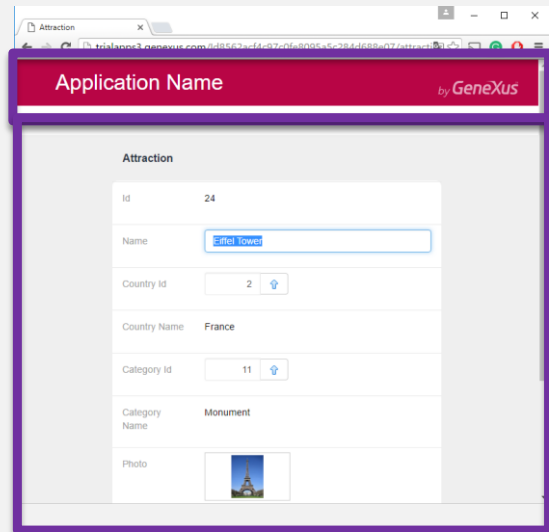 Attraction
trialapps3.genexus.com/Id8562acf4c97c0fe8095a5c284d688e07/attracti
Application Name
by GeneXus
Attraction
Id 24
Name Eiffel Tower
Country Id 2
Country Name France
Category Id 11
Category Monument
Name
Photo